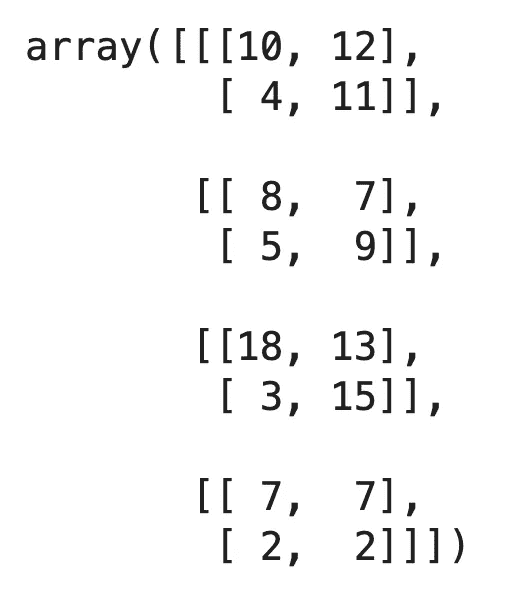 array([[[10, 12],
        [ 4, 11]],

       [[ 8,  7],
        [ 5,  9]],

       [[18, 13],
        [ 3, 15]],

       [[ 7,  7],
        [ 2,  2]]])